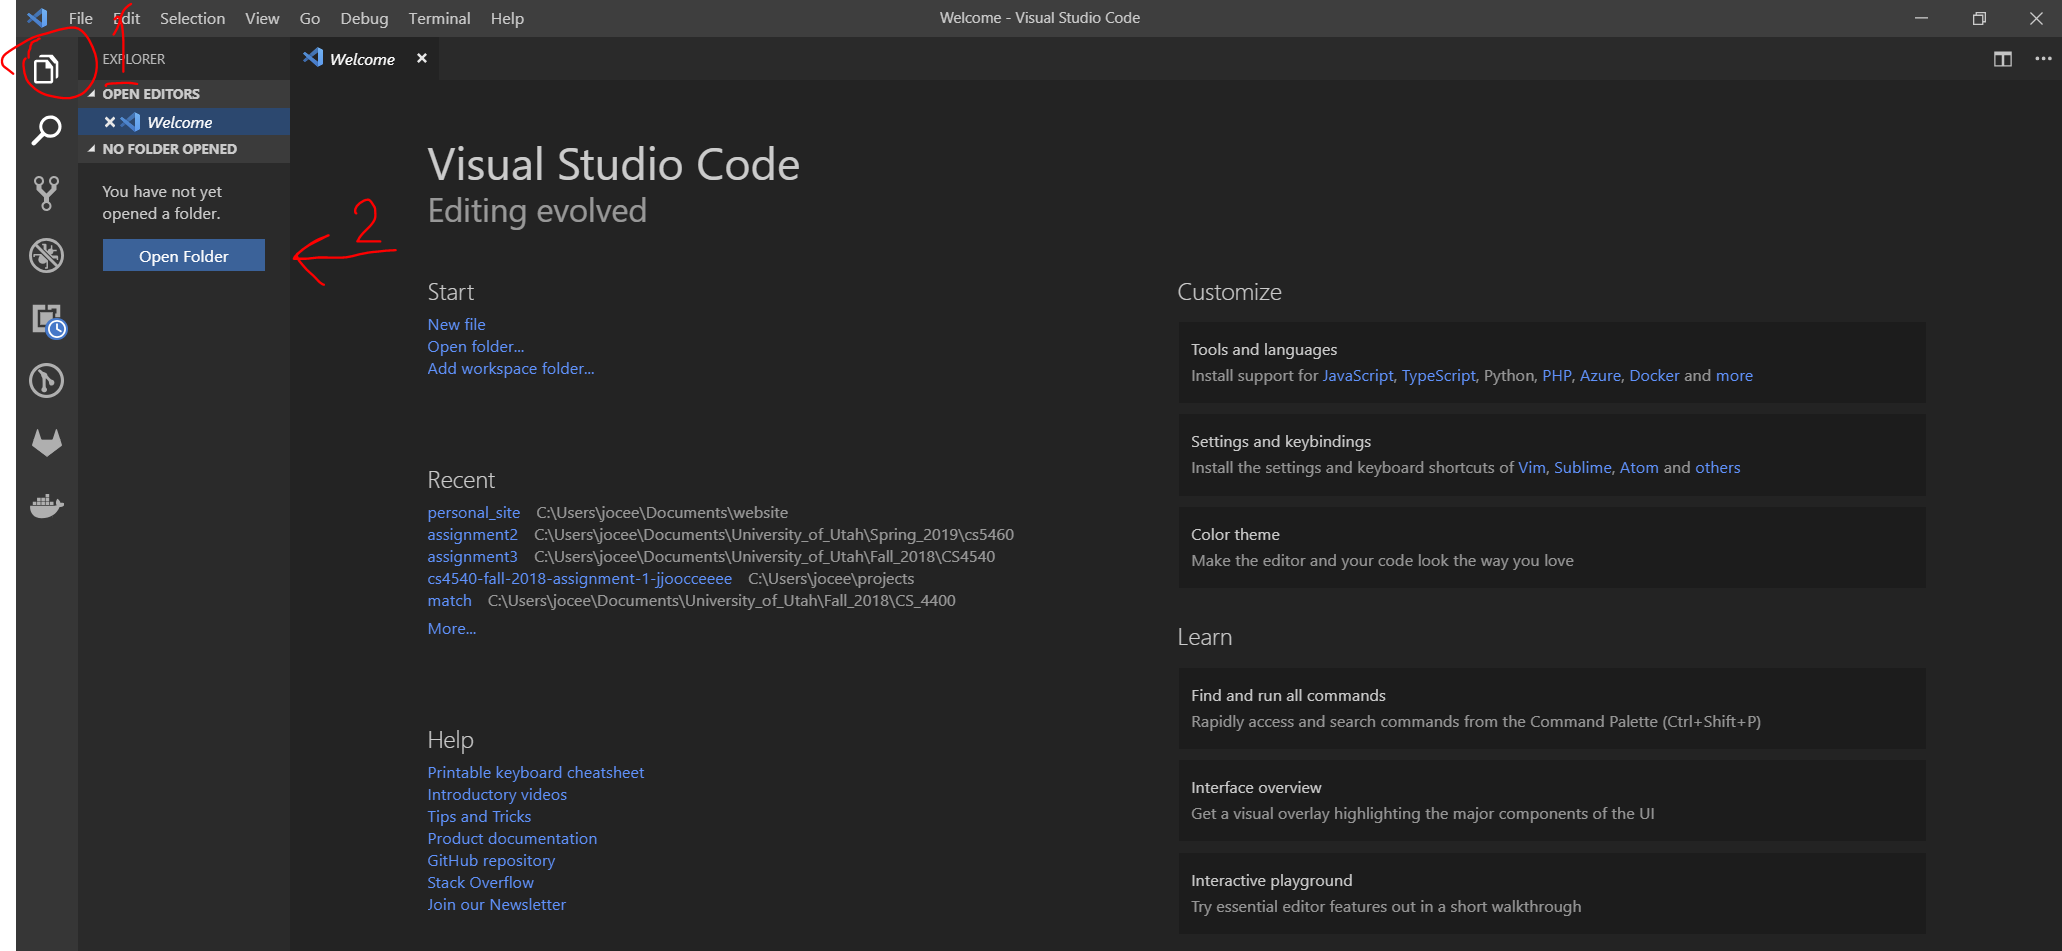 File Edit Selection View Go Debug Terminal Help
Welcome - Visual Studio Code
1
EXPLORER
Welcome
OPEN EDITORS
Welcome
NO FOLDER OPENED
You have not yet
opened a folder.
Open Folder
2
Visual Studio Code
Editing evolved
Start
New file
Open folder...
Add workspace folder...
Recent
personal_site C:\Users\jocee\Documents\website
assignment2 C:\Users\jocee\Documents\University_of_Utah\Spring_2019\cs5460
assignment3 C:\Users\jocee\Documents\University_of_Utah\Fall_2018\CS4540
cs4540-fall-2018-assignment-1-jjoocceeee C:\Users\jocee\projects
match C:\Users\jocee\Documents\University_of_Utah\Fall_2018\CS_4400
More...
Help
Printable keyboard cheatsheet
Introductory videos
Tips and Tricks
Product documentation
GitHub repository
Stack Overflow
Join our Newsletter
Customize
Tools and languages
Install support for JavaScript, TypeScript, Python, PHP, Azure, Docker and more
Settings and keybindings
Install the settings and keyboard shortcuts of Vim, Sublime, Atom and others
Color theme
Make the editor and your code look the way you love
Learn
Find and run all commands
Rapidly access and search commands from the Command Palette (Ctrl+Shift+P)
Interface overview
Get a visual overlay highlighting the major components of the UI
Interactive playground
Try essential editor features out in a short walkthrough